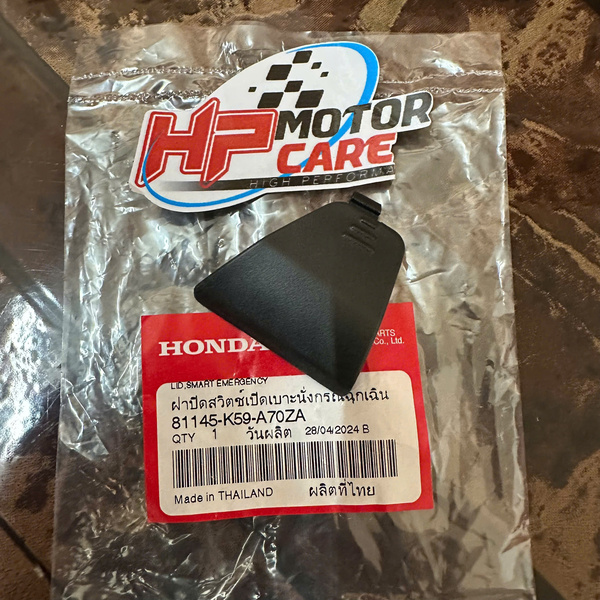 HP MOTOR
CARE
HIGH PERFORMA
HONDA
ARTS
Co., Ltd.
LID,SMART EMERGENCY
ฝาปิดสวิตช์เปิดเบาะนั่งกรณีฉุกเฉิน
81145-K59-A70ZA
QTY 1 วันผลิต 28/04/2024 B
Made in THAILAND ผลิตที่ไทย